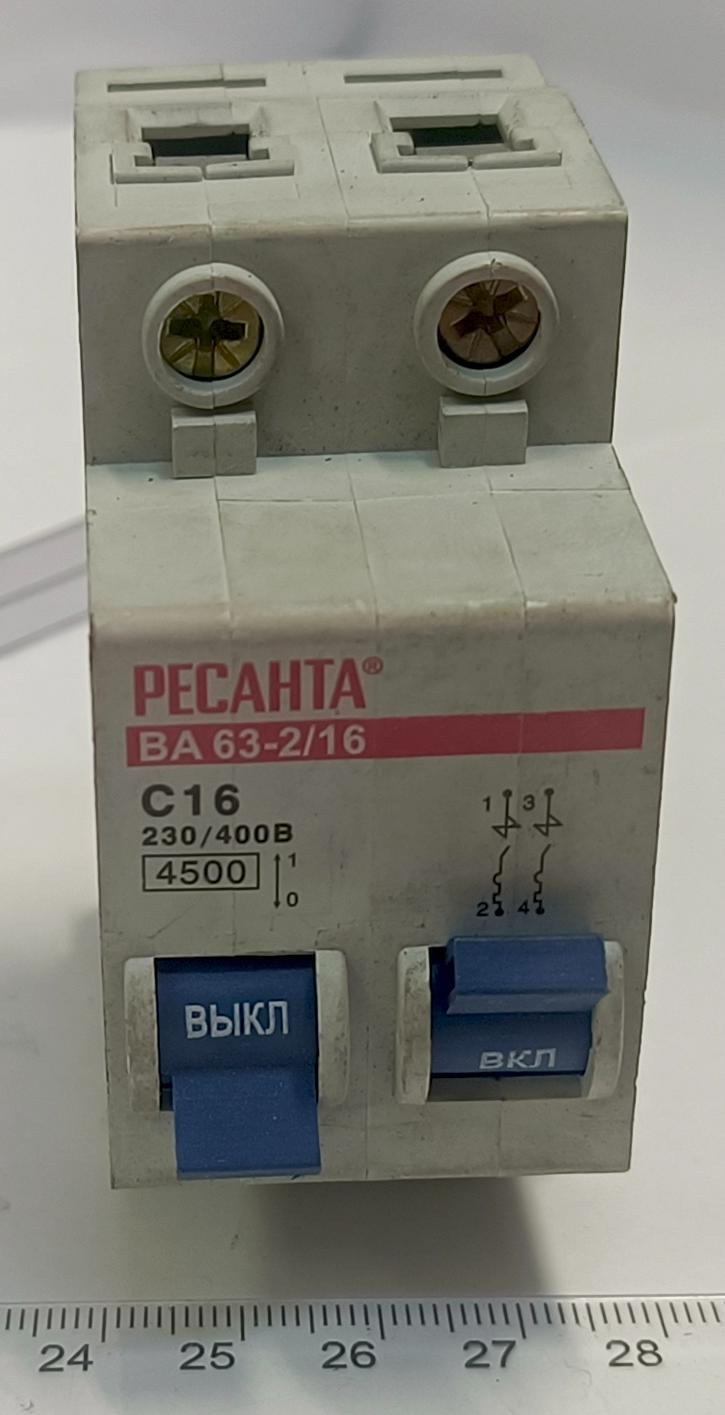 РЕСАНТА®
ВА 63-2/16
C16
230/400В
4500
1
0
1 3
2 4
ВЫКЛ
ВКЛ
24 25 26 27 28